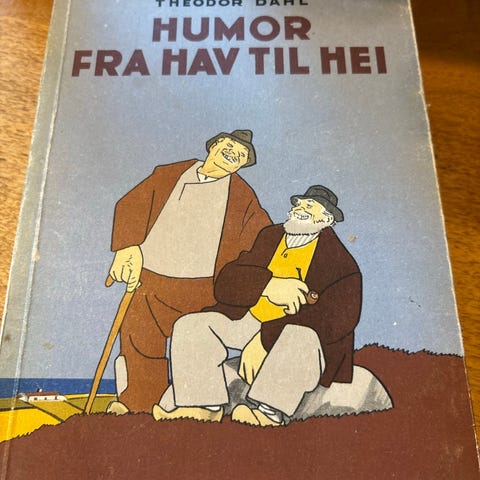 THEODOR DAHL
HUMOR
FRA HAV TIL HEI